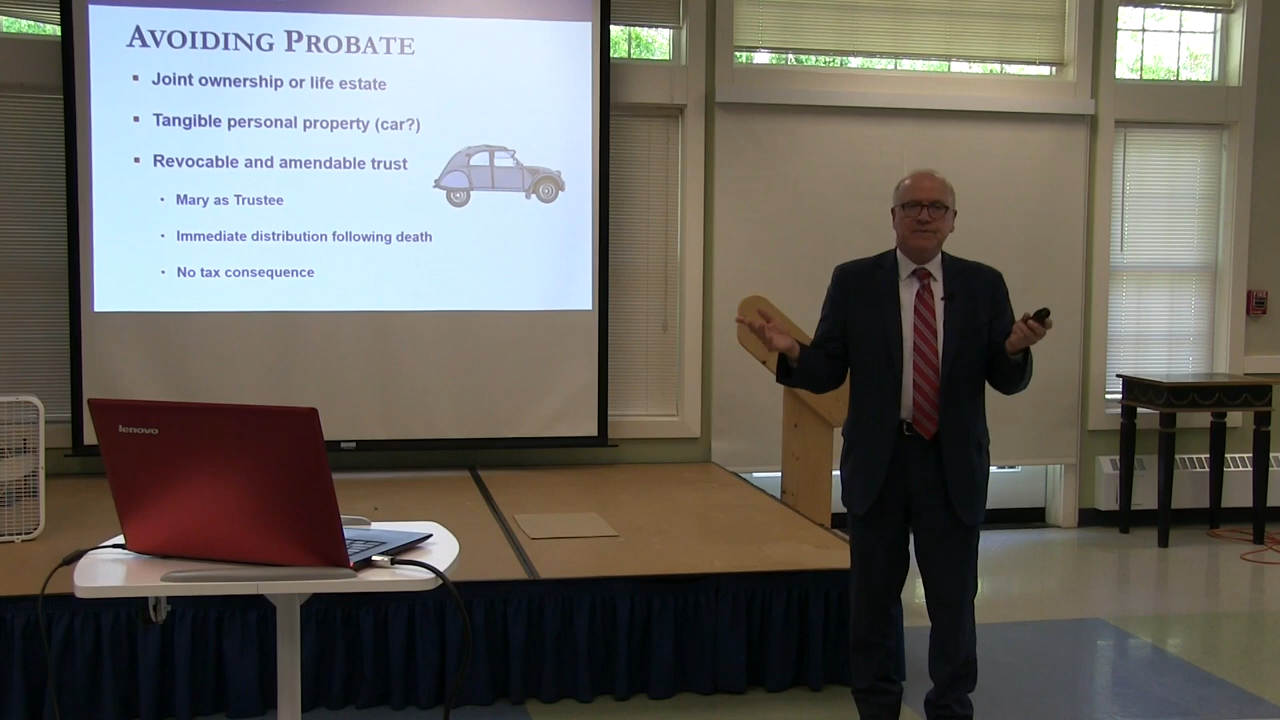 AVOIDING PROBATE
▪ Joint ownership or life estate
▪ Tangible personal property (car?)
▪ Revocable and amendable trust
• Mary as Trustee
• Immediate distribution following death
• No tax consequence
lenovo